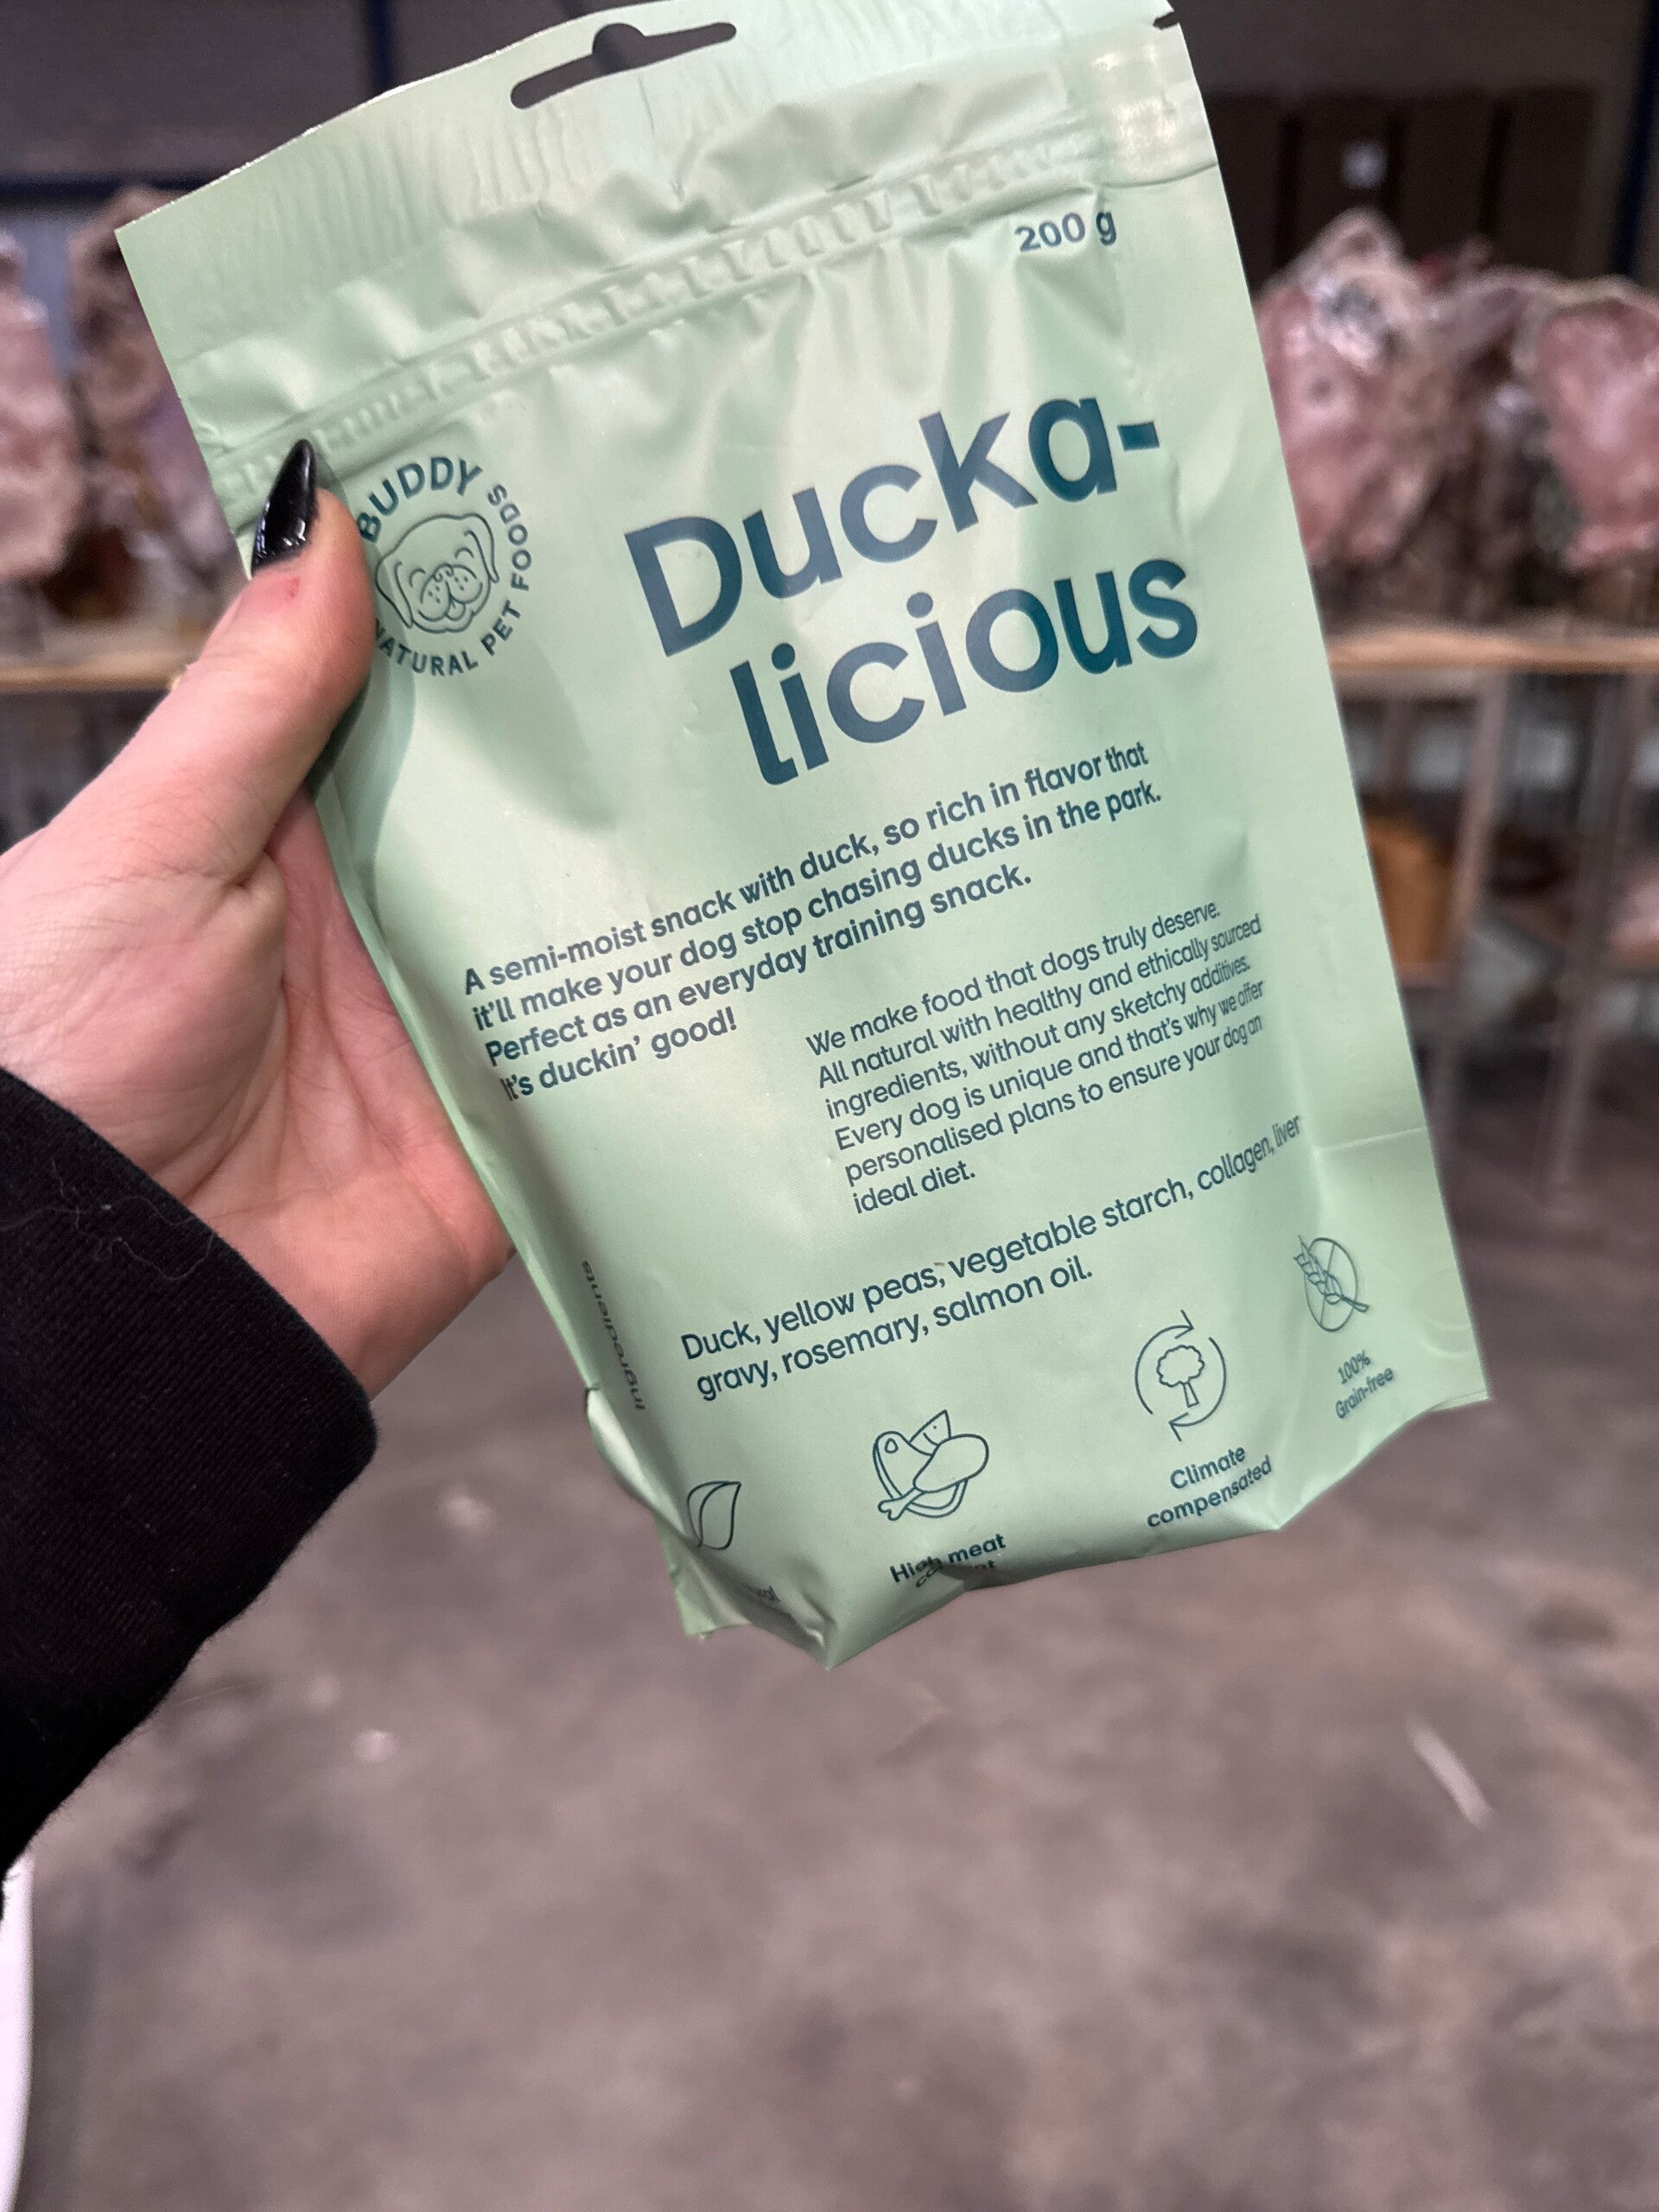 200 g
BUDDY
NATURAL PET FOODS
Ducka-
licious
A semi-moist snack with duck, so rich in flavor that
it'll make your dog stop chasing ducks in the park.
Perfect as an everyday training snack.
It's duckin' good!
We make food that dogs truly deserve.
All natural with healthy and ethically sourced
ingredients, without any sketchy additives.
Every dog is unique and that's why we offer
personalised plans to ensure your dog an
ideal diet.
Ingredients
Duck, yellow peas, vegetable starch, collagen, liver
gravy, rosemary, salmon oil.
High meat
Climate
compensated
100%
Grain-free